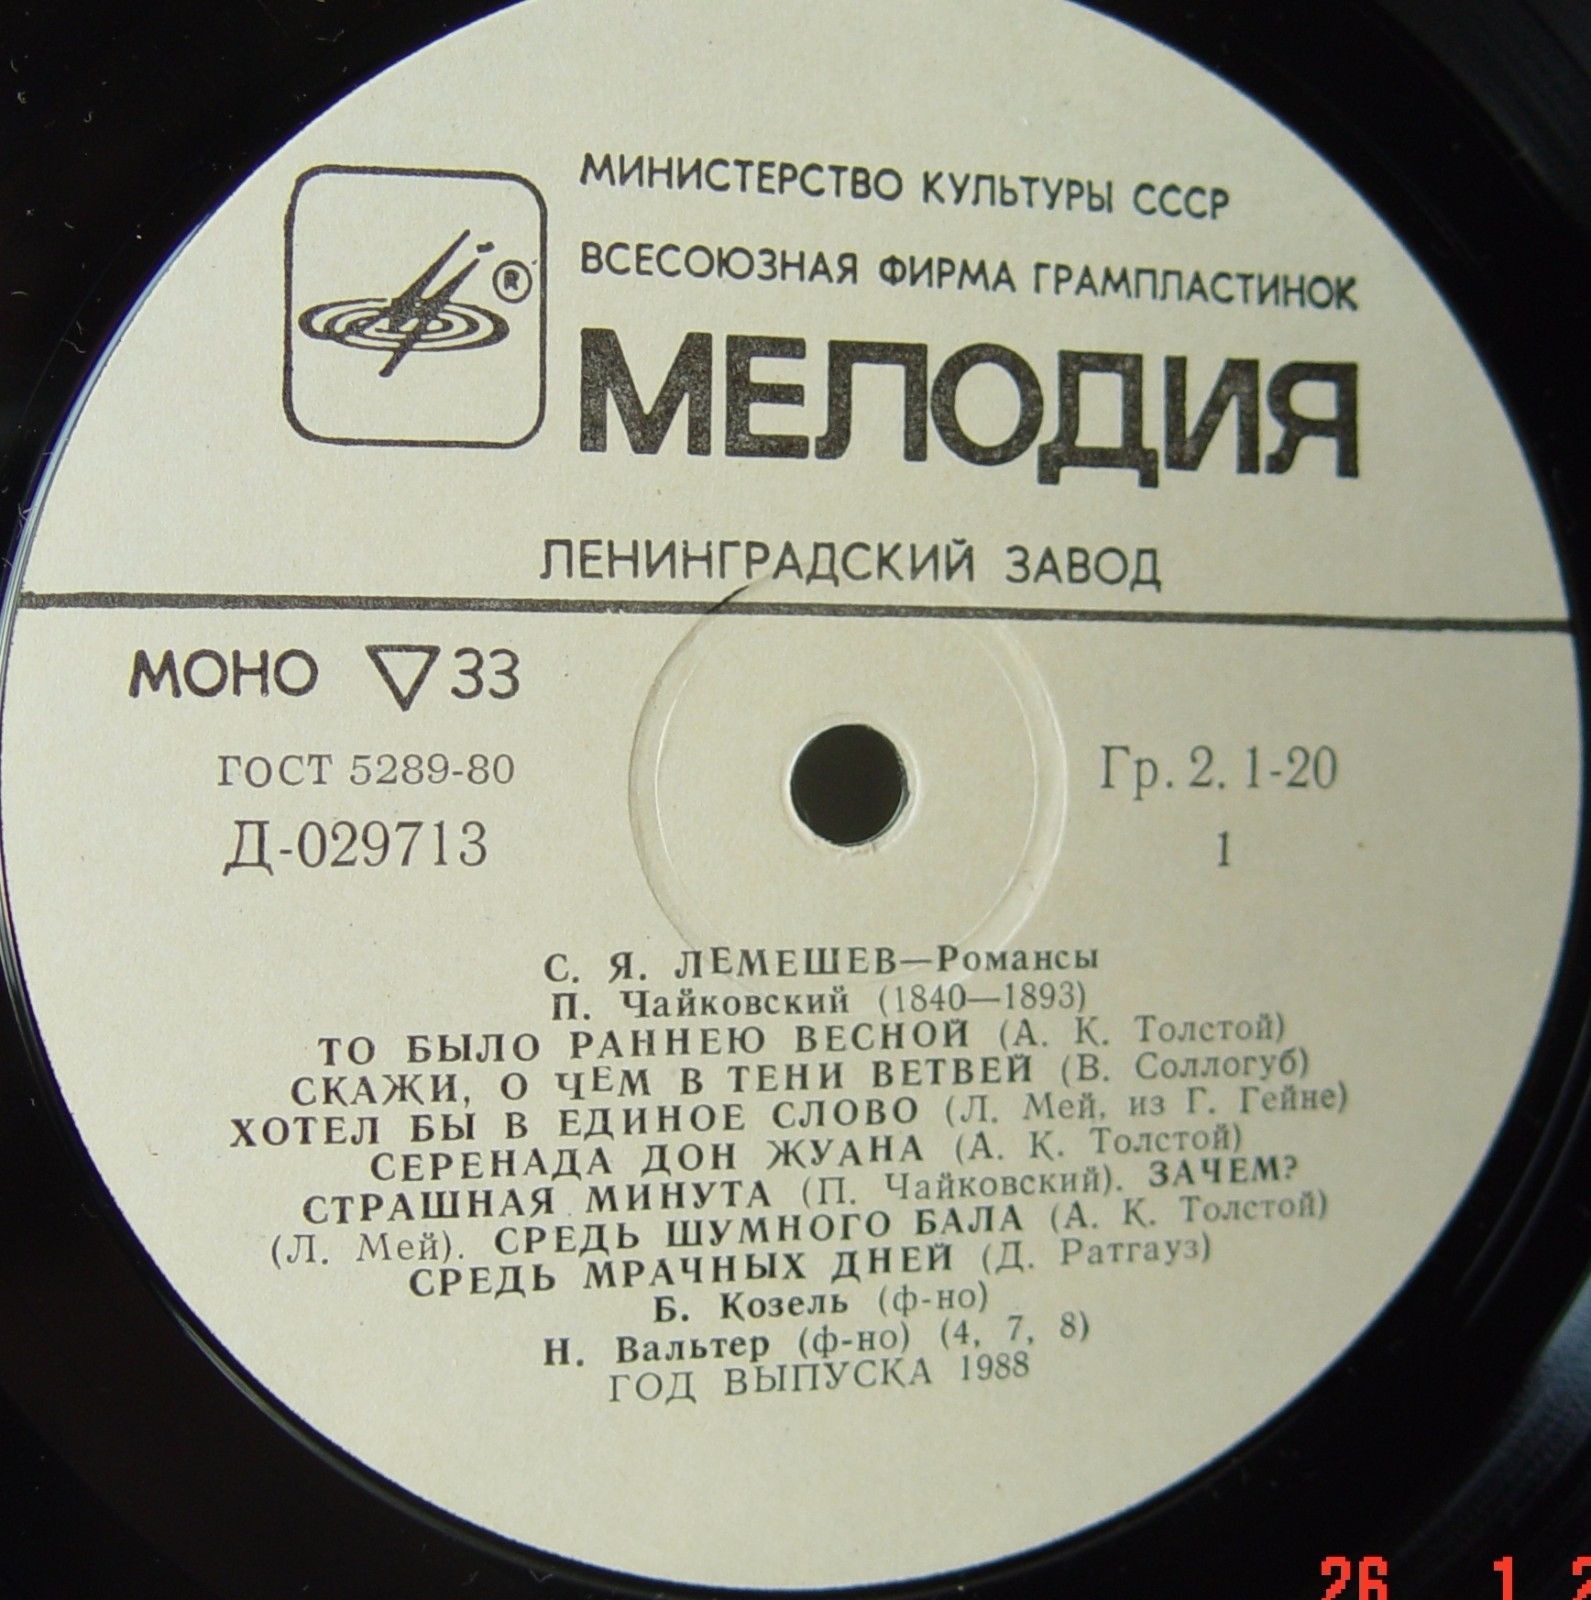 МИНИСТЕРСТВО КУЛЬТУРЫ СССР
ВСЕСОЮЗНАЯ ФИРМА ГРАМПЛАСТИНОК
®
МЕЛОДИЯ
ЛЕНИНГРАДСКИЙ ЗАВОД
МОНО ▽33
ГОСТ 5289-80
Гр. 2. 1-20
Д-029713
1
С. Я. ЛЕМЕШЕВ—Романсы
П. Чайковский (1840—1893)
ТО БЫЛО РАННЕЮ ВЕСНОЙ (А. К. Толстой)
СКАЖИ, О ЧЕМ В ТЕНИ ВЕТВЕЙ (В. Соллогуб)
ХОТЕЛ БЫ В ЕДИНОЕ СЛОВО (Л. Мей, из Г. Гейне)
СЕРЕНАДА ДОН ЖУАНА (А. К. Толстой)
СТРАШНАЯ МИНУТА (П. Чайковский). ЗАЧЕМ?
(Л. Мей). СРЕДЬ ШУМНОГО БАЛА (А. К. Толстой)
СРЕДЬ МРАЧНЫХ ДНЕЙ (Д. Ратгауз)
Б. Козель (ф-но)
Н. Вальтер (ф-но) (4, 7, 8)
ГОД ВЫПУСКА 1988
26 1